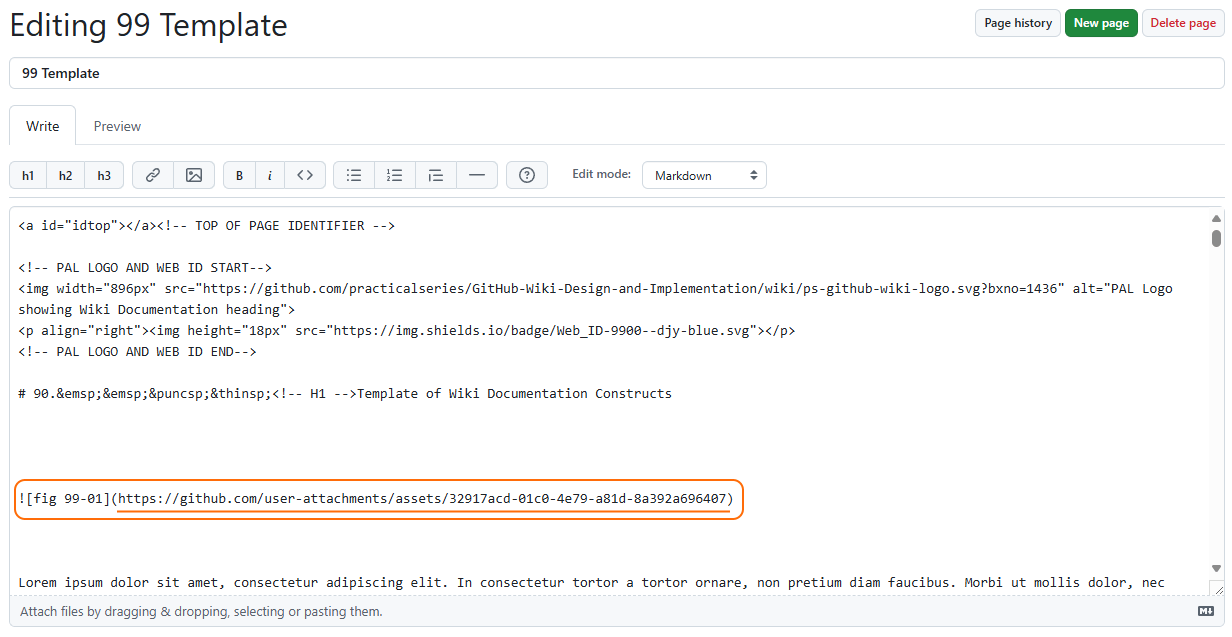 Editing 99 Template
Page history New page Delete page
99 Template
Write Preview
h1 h2 h3 B i <> Edit mode: Markdown
<a id="idtop"></a><!-- TOP OF PAGE IDENTIFIER -->
<!-- PAL LOGO AND WEB ID START-->
<img width="896px" src="https://github.com/practicalseries/GitHub-Wiki-Design-and-Implementation/wiki/ps-github-wiki-logo.svg?bxno=1436" alt="PAL Logo
showing Wiki Documentation heading">
<p align="right"><img height="18px" src="https://img.shields.io/badge/Web_ID-9900--djy-blue.svg"></p>
<!-- PAL LOGO AND WEB ID END-->
# 90.&emsp;&emsp;&puncsp;&thinsp;<!-- H1 -->Template of Wiki Documentation Constructs
![fig 99-01](https://github.com/user-attachments/assets/32917acd-01c0-4e79-a81d-8a392a696407)
Lorem ipsum dolor sit amet, consectetur adipiscing elit. In consectetur tortor a tortor ornare, non pretium diam faucibus. Morbi ut mollis dolor, nec
Attach files by dragging & dropping, selecting or pasting them.